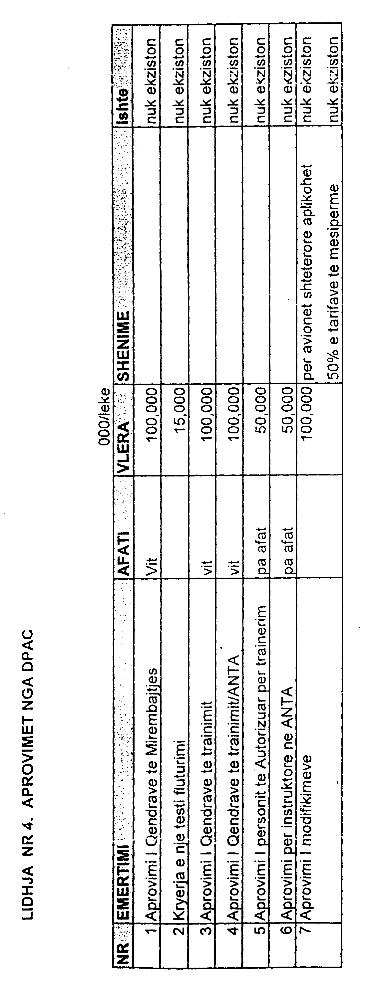 LIDHJA NR 4. APROVIMET NGA DPAC
000/leke
NR EMERTIMI AFATI VLERA SHENIME Ishte
1 Aprovimi I Qendrave te Mirembajtjes Vit 100,000 nuk ekziston
2 Kryerja e nje testi fluturimi 15,000 nuk ekziston
3 Aprovimi I Qendrave te trainimit vit 100,000 nuk ekziston
4 Aprovimi I Qendrave te trainimit/ANTA vit 100,000 nuk ekziston
5 Aprovimi I personit te Autorizuar per trainerim pa afat 50,000 nuk ekziston
6 Aprovimi per instruktore ne ANTA pa afat 50,000 nuk ekziston
7 Aprovimi I modifikimeve 100,000 per avionet shteterore aplikohet nuk ekziston
50% e tarifave te mesiperme nuk ekziston